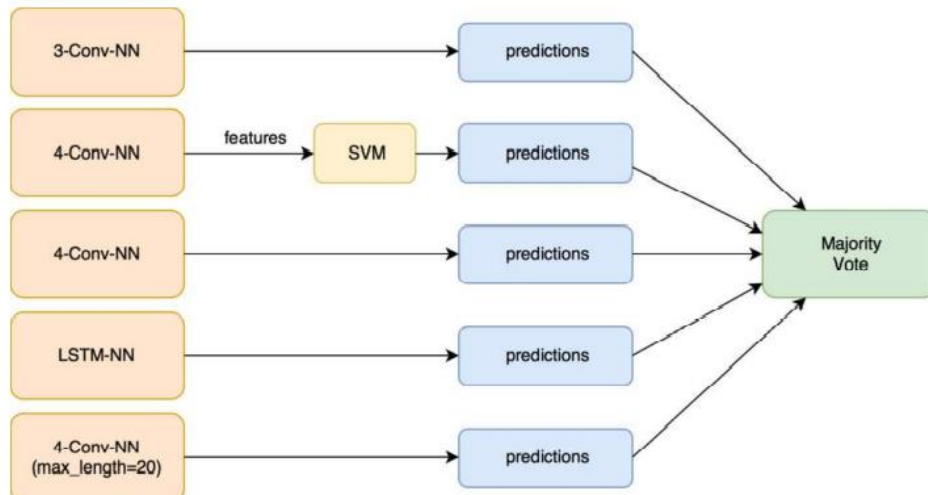 3-Conv-NN
predictions
4-Conv-NN
features
SVM
predictions
4-Conv-NN
predictions
Majority
Vote
LSTM-NN
predictions
4-Conv-NN
(max_length=20)
predictions